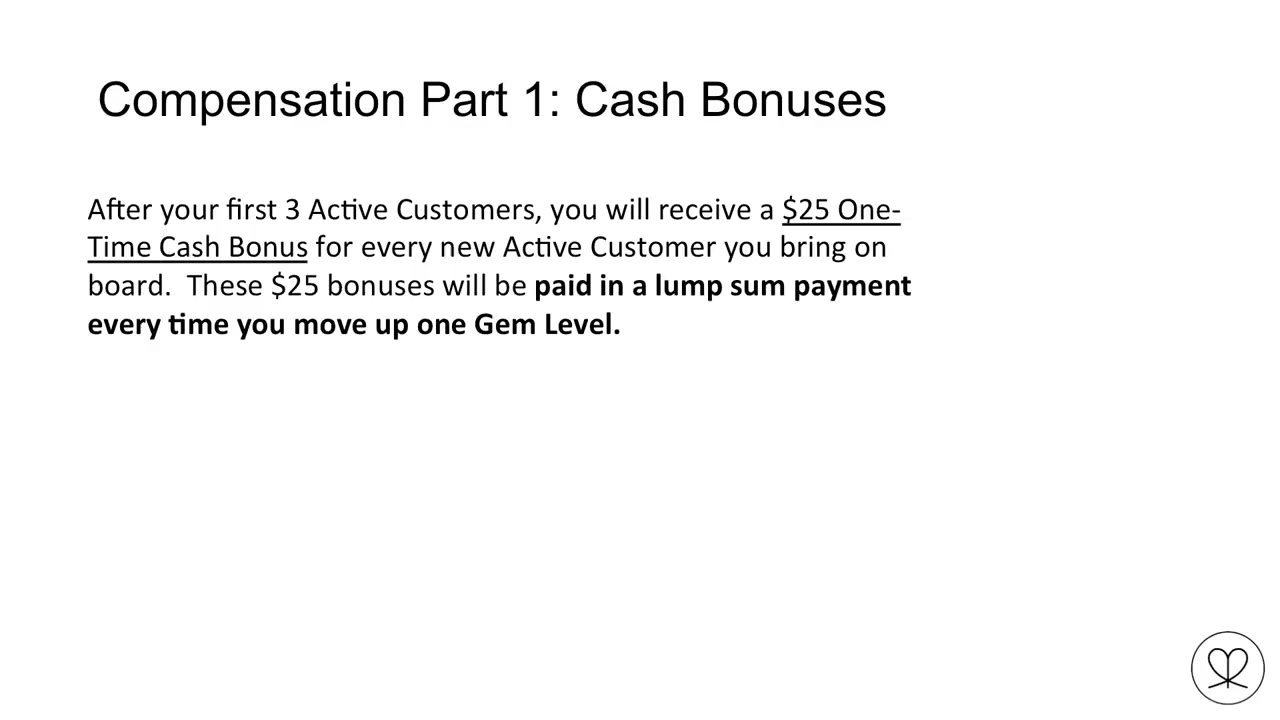 Compensation Part 1: Cash Bonuses
After your first 3 Active Customers, you will receive a $25 One-
Time Cash Bonus for every new Active Customer you bring on
board.  These $25 bonuses will be paid in a lump sum payment
every time you move up one Gem Level.